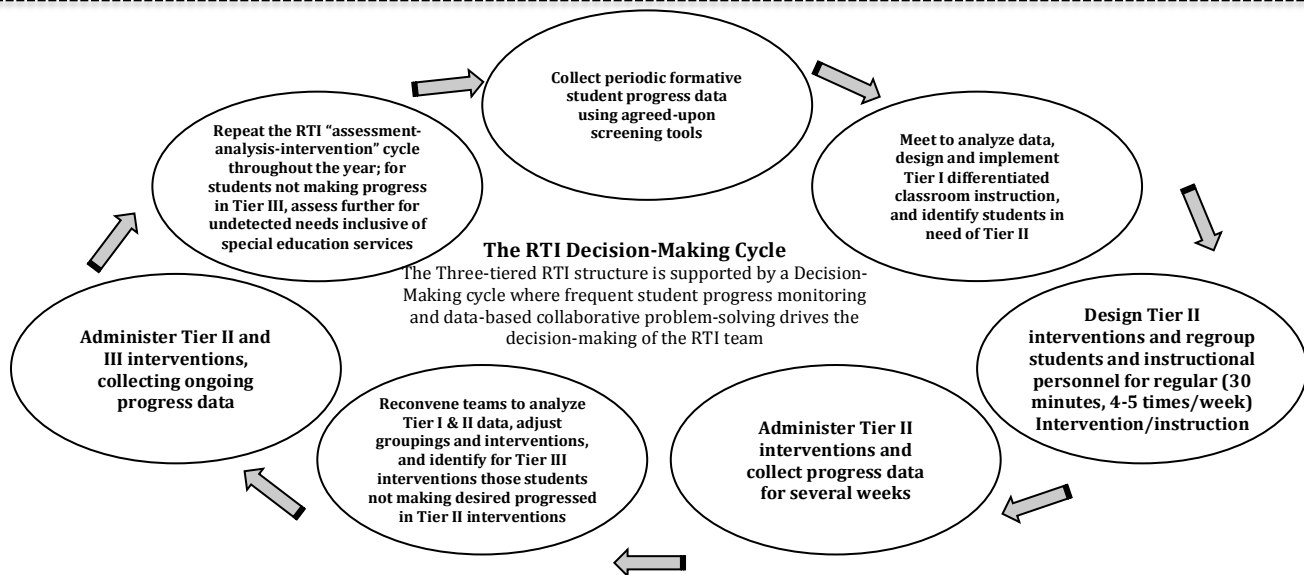 Collect periodic formative
student progress data
using agreed-upon
screening tools
Meet to analyze data,
design and implement
Tier I differentiated
classroom instruction,
and identify students in
need of Tier II
Design Tier II
interventions and regroup
students and instructional
personnel for regular (30
minutes, 4-5 times/week)
Intervention/instruction
Administer Tier II
interventions and
collect progress data
for several weeks
Reconvene teams to analyze
Tier I & II data, adjust
groupings and interventions,
and identify for Tier III
interventions those students
not making desired progressed
in Tier II interventions
Administer Tier II and
III interventions,
collecting ongoing
progress data
Repeat the RTI “assessment-
analysis-intervention” cycle
throughout the year; for
students not making progress
in Tier III, assess further for
undetected needs inclusive of
special education services
The RTI Decision-Making Cycle
The Three-tiered RTI structure is supported by a Decision-
Making cycle where frequent student progress monitoring
and data-based collaborative problem-solving drives the
decision-making of the RTI team